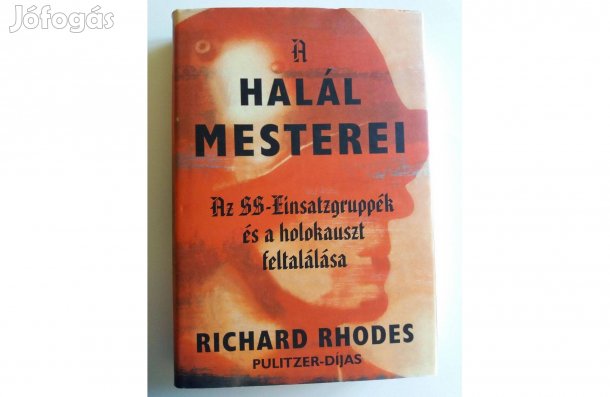 Jófogás
A
HALÁL
MESTEREI
Az SS-Einsatzgruppék
és a holokauszt
feltalálása
RICHARD RHODES
PULITZER-DÍJAS